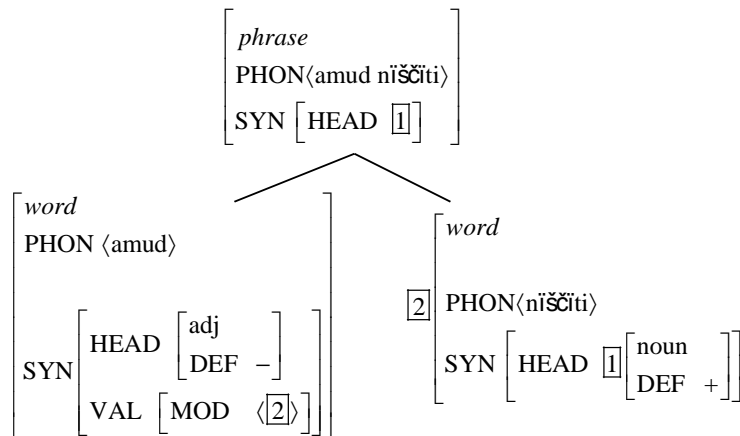 phrase
PHON⟨amud nïščïti⟩
SYN [HEAD [1]]
word
PHON ⟨amud⟩
SYN
HEAD
adj
DEF –
VAL [MOD ⟨[2]⟩]
word
[2] PHON⟨nïščïti⟩
SYN [HEAD [1]
noun
DEF +